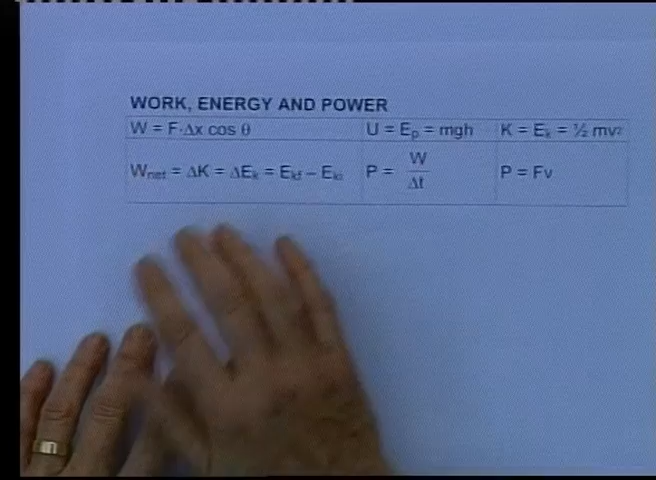 WORK, ENERGY AND POWER
W = F·Δx cos θ U = Eₚ = mgh K = Eₖ = ½ mv²
Wₙₑₜ = ΔK = ΔEₖ = Eₖf – Eₖᵢ P = W/Δt P = Fv